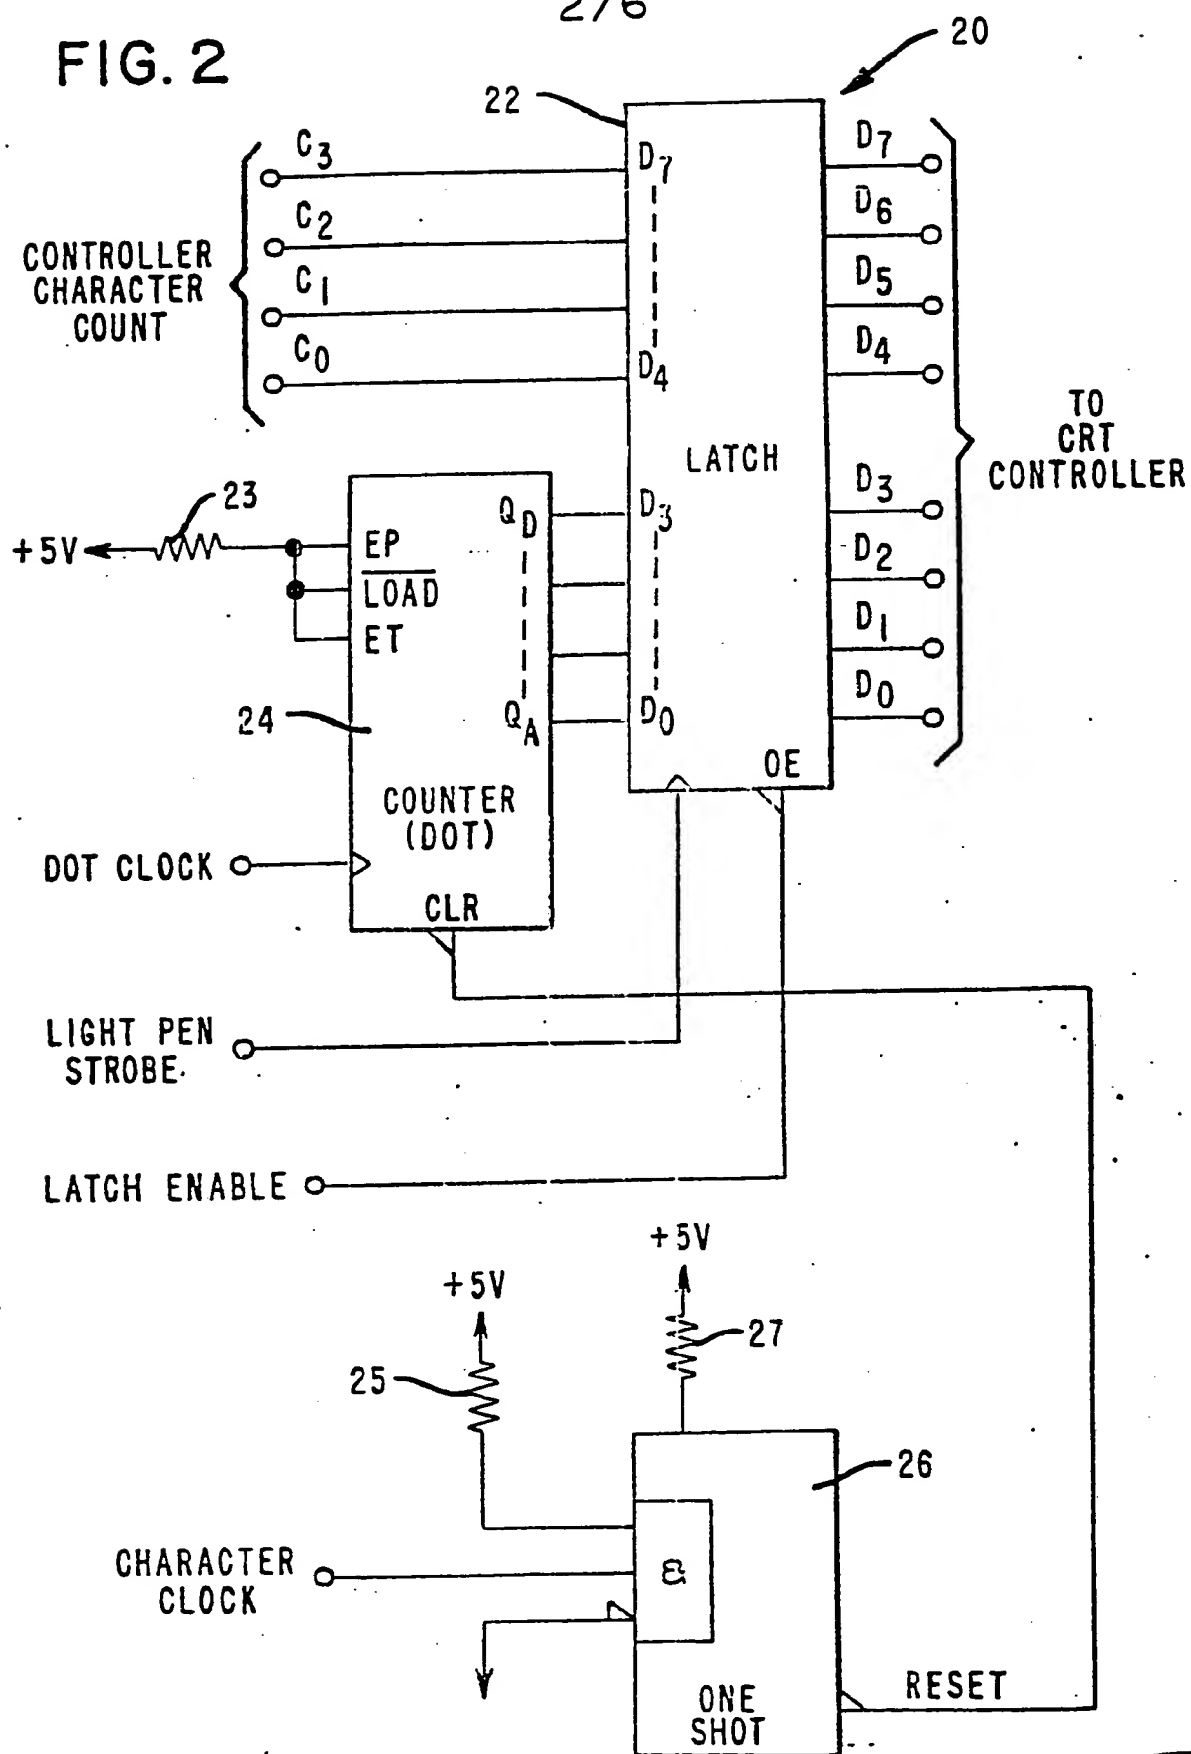 2/6
FIG. 2
20
22
C3
C2
C1
C0
CONTROLLER
CHARACTER
COUNT
D7
D4
LATCH
D3
D0
OE
D7
D6
D5
D4
D3
D2
D1
D0
TO
CRT
CONTROLLER
23
+5V
EP
LOAD
ET
QD
QA
24
COUNTER
(DOT)
DOT CLOCK
CLR
LIGHT PEN
STROBE
LATCH ENABLE
+5V
+5V
25
27
26
CHARACTER
CLOCK
&
ONE
SHOT
RESET